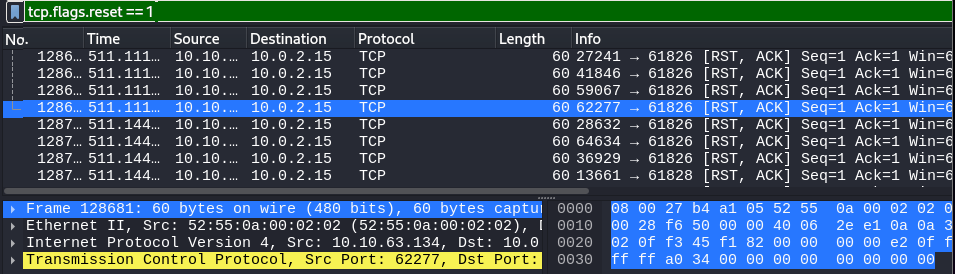 tcp.flags.reset == 1
No. Time Source Destination Protocol Length Info
1286… 511.111… 10.10.… 10.0.2.15 TCP 60 27241 → 61826 [RST, ACK] Seq=1 Ack=1 Win=6
1286… 511.111… 10.10.… 10.0.2.15 TCP 60 41846 → 61826 [RST, ACK] Seq=1 Ack=1 Win=6
1286… 511.111… 10.10.… 10.0.2.15 TCP 60 59067 → 61826 [RST, ACK] Seq=1 Ack=1 Win=6
1286… 511.111… 10.10.… 10.0.2.15 TCP 60 62277 → 61826 [RST, ACK] Seq=1 Ack=1 Win=6
1287… 511.144… 10.10.… 10.0.2.15 TCP 60 28632 → 61826 [RST, ACK] Seq=1 Ack=1 Win=6
1287… 511.144… 10.10.… 10.0.2.15 TCP 60 64634 → 61826 [RST, ACK] Seq=1 Ack=1 Win=6
1287… 511.144… 10.10.… 10.0.2.15 TCP 60 36929 → 61826 [RST, ACK] Seq=1 Ack=1 Win=6
1287… 511.144… 10.10.… 10.0.2.15 TCP 60 13661 → 61828 [RST, ACK] Seq=1 Ack=1 Win=6
Frame 128681: 60 bytes on wire (480 bits), 60 bytes captu
Ethernet II, Src: 52:55:0a:00:02:02 (52:55:0a:00:02:02),
Internet Protocol Version 4, Src: 10.10.63.134, Dst: 10.0
Transmission Control Protocol, Src Port: 62277, Dst Port:
0000 08 00 27 b4 a1 05 52 55 0a 00 02 02 0
0010 00 28 f6 50 00 00 40 06 2e e1 0a 0a 3
0020 02 0f f3 45 f1 82 00 00 00 00 e2 0f f
0030 ff ff a0 34 00 00 00 00 00 00 00 00